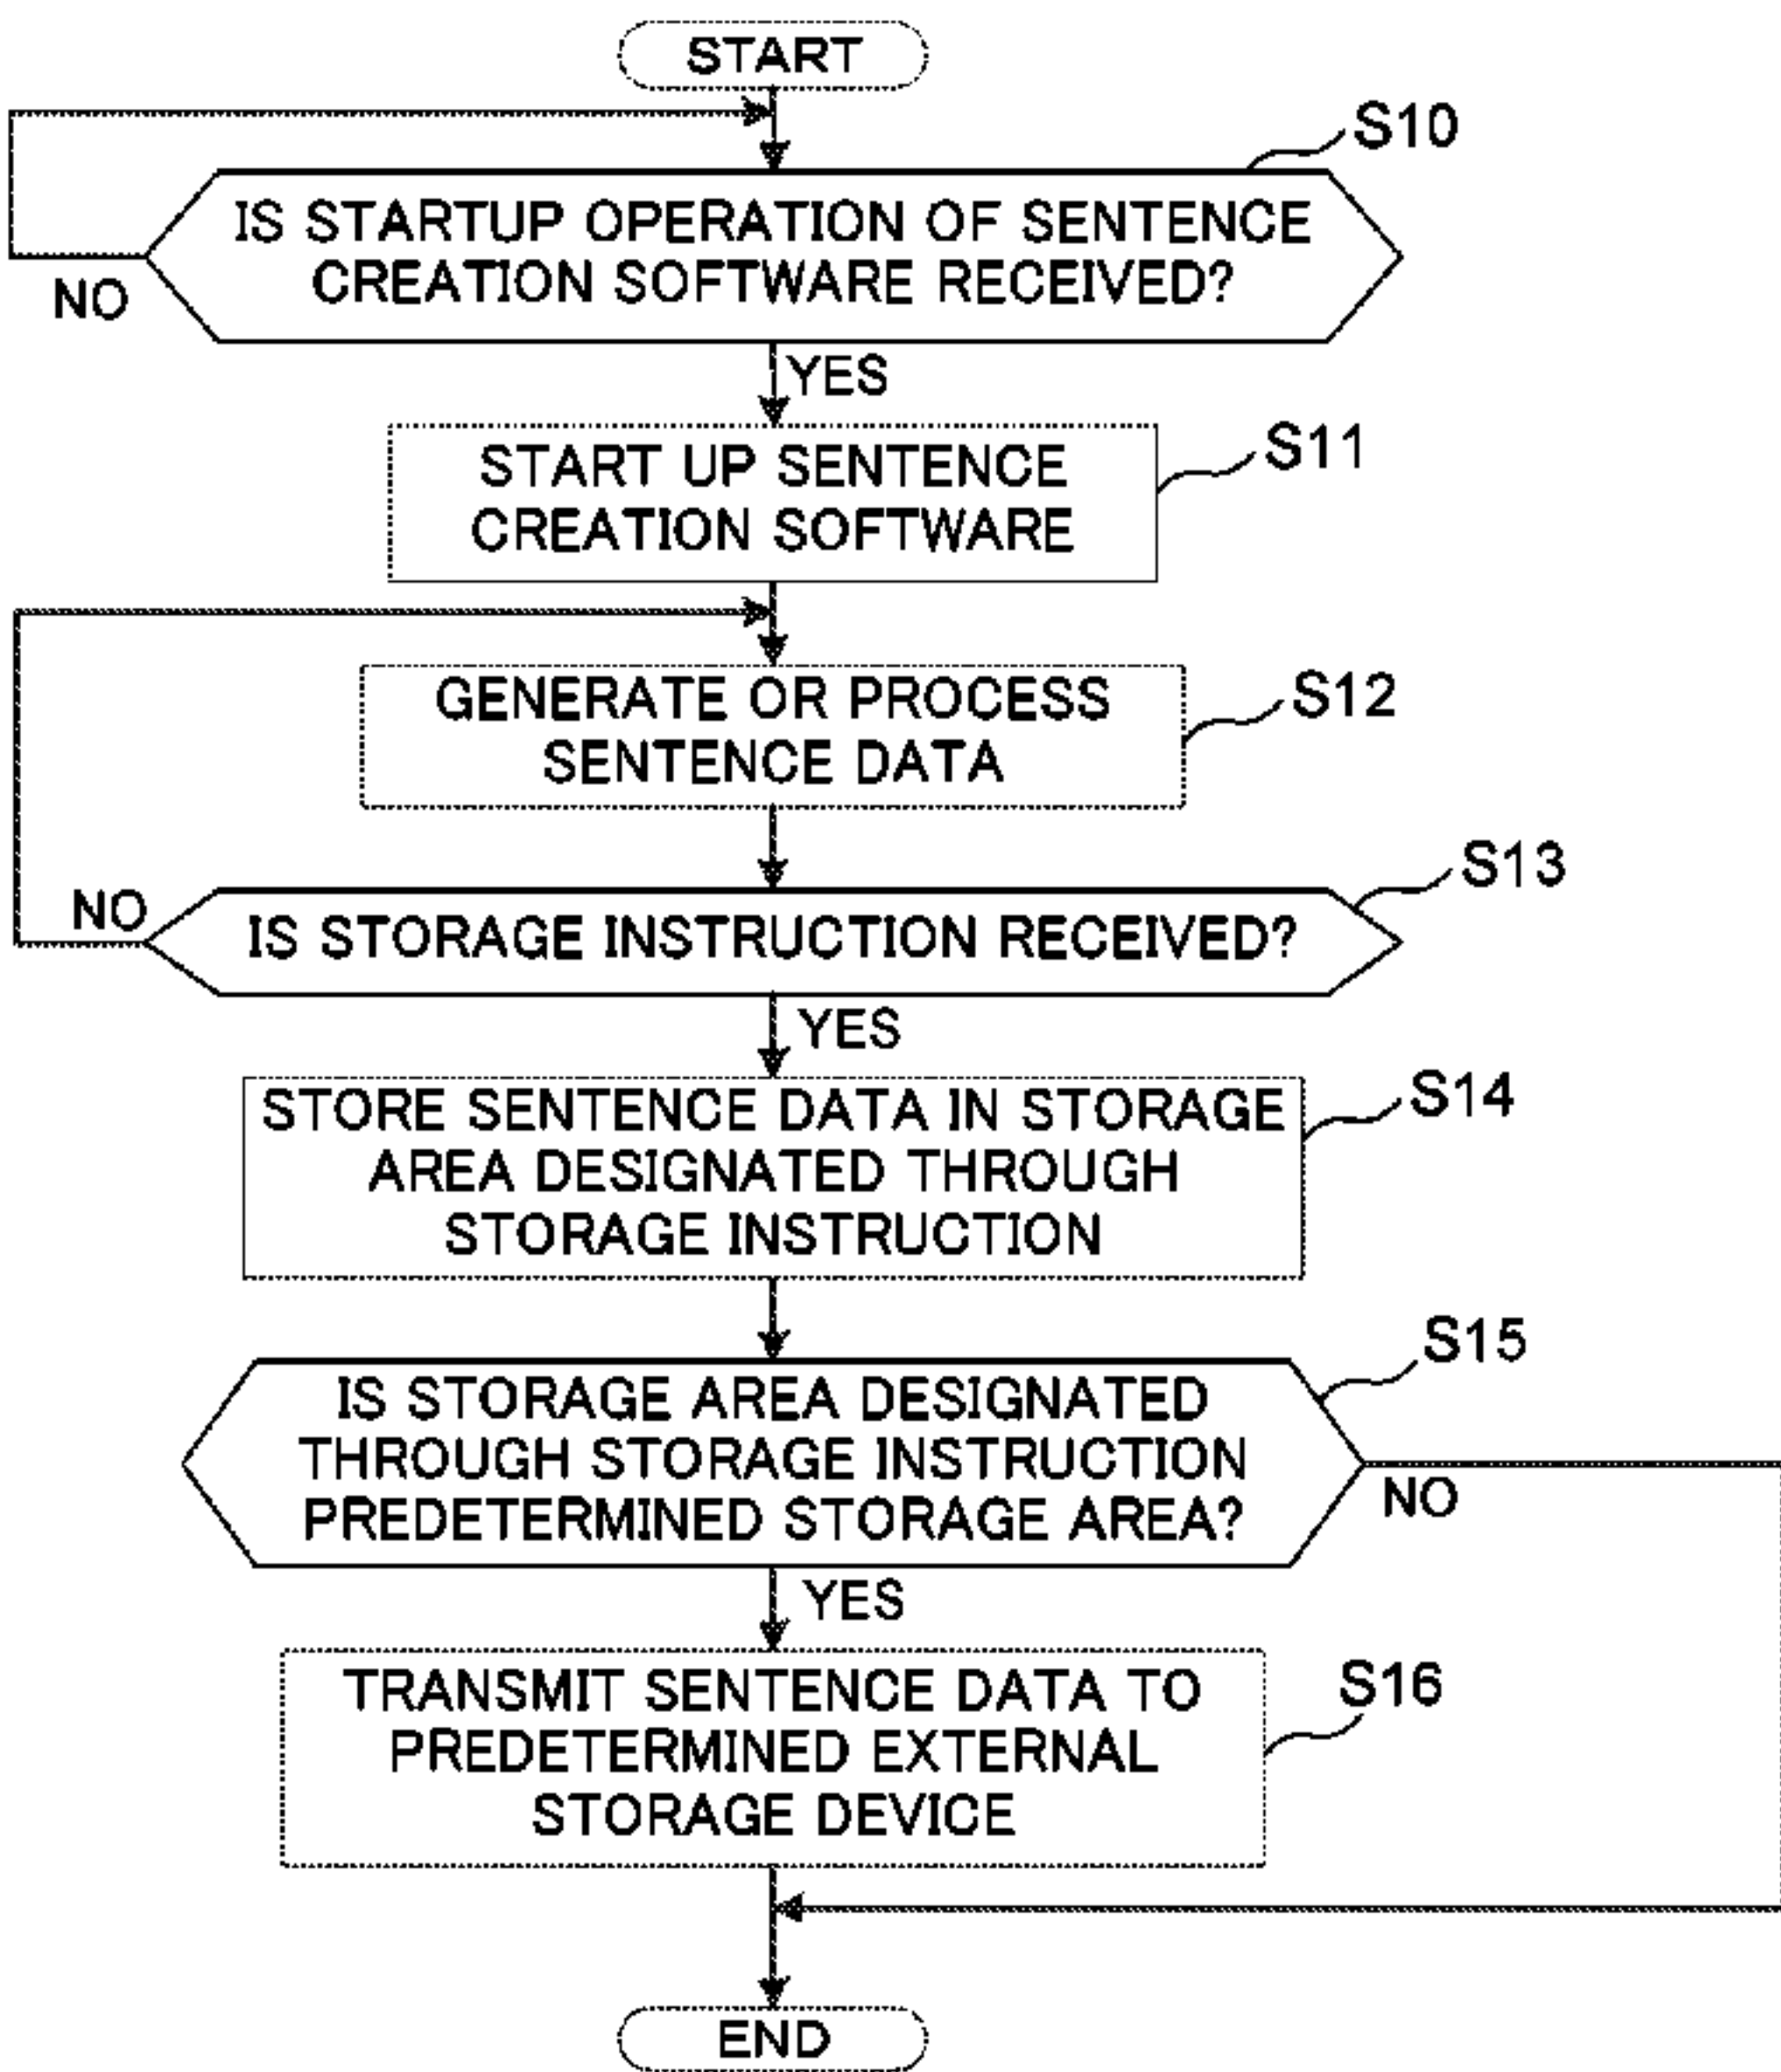 START
S10
IS STARTUP OPERATION OF SENTENCE
CREATION SOFTWARE RECEIVED?
NO
YES
S11
START UP SENTENCE
CREATION SOFTWARE
S12
GENERATE OR PROCESS
SENTENCE DATA
S13
NO
IS STORAGE INSTRUCTION RECEIVED?
YES
S14
STORE SENTENCE DATA IN STORAGE
AREA DESIGNATED THROUGH
STORAGE INSTRUCTION
S15
IS STORAGE AREA DESIGNATED
THROUGH STORAGE INSTRUCTION
PREDETERMINED STORAGE AREA?
NO
YES
S16
TRANSMIT SENTENCE DATA TO
PREDETERMINED EXTERNAL
STORAGE DEVICE
END